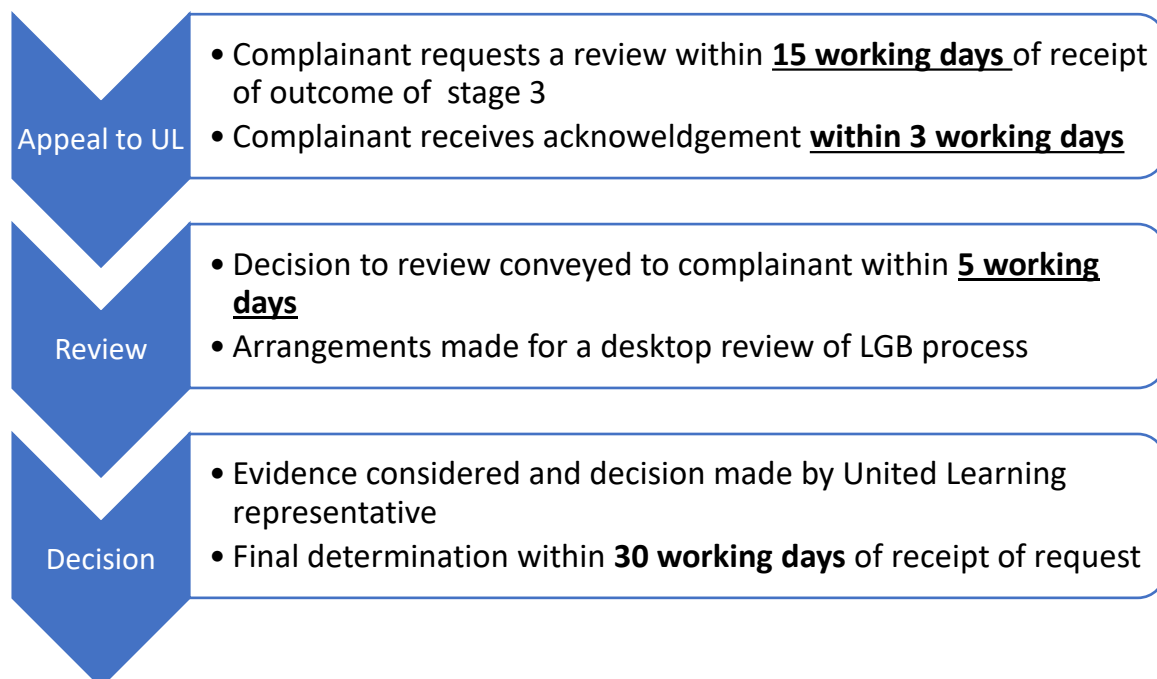 Appeal to UL
• Complainant requests a review within 15 working days of receipt
of outcome of  stage 3
• Complainant receives acknoweldgement within 3 working days
Review
• Decision to review conveyed to complainant within 5 working
days
• Arrangements made for a desktop review of LGB process
Decision
• Evidence considered and decision made by United Learning
representative
• Final determination within 30 working days of receipt of request